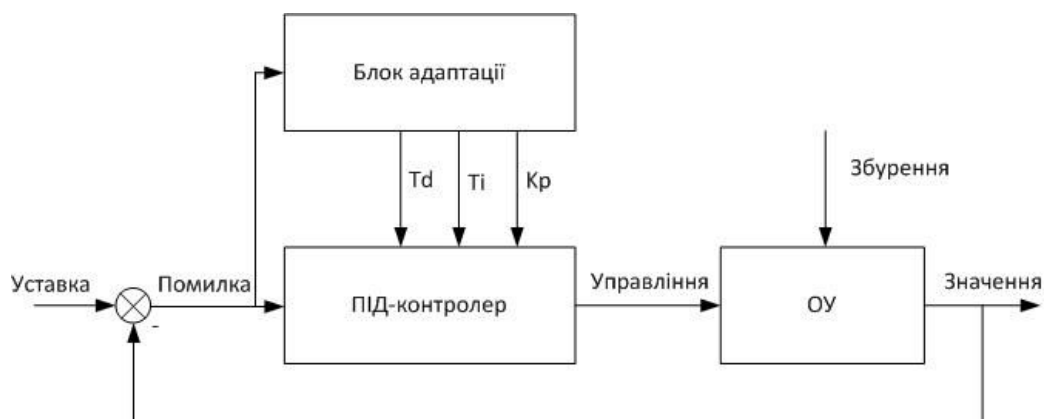 Блок адаптації
Td
Ti
Kp
Збурення
Уставка
Помилка
-
ПІД-контролер
Управління
ОУ
Значення